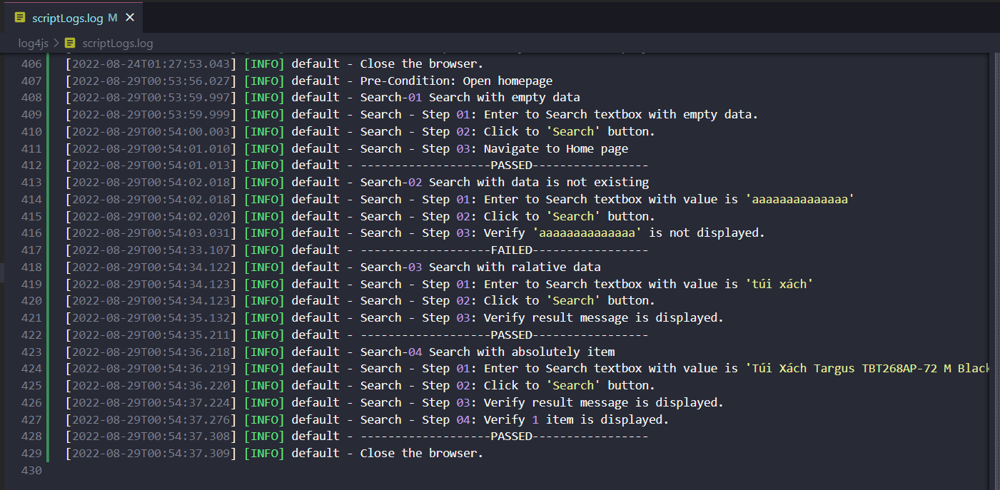 scriptLogs.log M
log4js > scriptLogs.log
406 [2022-08-24T01:27:53.043] [INFO] default - Close the browser.
407 [2022-08-29T00:53:56.027] [INFO] default - Pre-Condition: Open homepage
408 [2022-08-29T00:53:59.997] [INFO] default - Search-01 Search with empty data
409 [2022-08-29T00:53:59.999] [INFO] default - Search - Step 01: Enter to Search textbox with empty data.
410 [2022-08-29T00:54:00.003] [INFO] default - Search - Step 02: Click to 'Search' button.
411 [2022-08-29T00:54:01.010] [INFO] default - Search - Step 03: Navigate to Home page
412 [2022-08-29T00:54:01.013] [INFO] default - -------------------PASSED-----------------
413 [2022-08-29T00:54:02.018] [INFO] default - Search-02 Search with data is not existing
414 [2022-08-29T00:54:02.018] [INFO] default - Search - Step 01: Enter to Search textbox with value is 'aaaaaaaaaaaaaa'
415 [2022-08-29T00:54:02.020] [INFO] default - Search - Step 02: Click to 'Search' button.
416 [2022-08-29T00:54:03.031] [INFO] default - Search - Step 03: Verify 'aaaaaaaaaaaaaa' is not displayed.
417 [2022-08-29T00:54:33.107] [INFO] default - -------------------FAILED-----------------
418 [2022-08-29T00:54:34.122] [INFO] default - Search-03 Search with ralative data
419 [2022-08-29T00:54:34.123] [INFO] default - Search - Step 01: Enter to Search textbox with value is 'túi xách'
420 [2022-08-29T00:54:34.123] [INFO] default - Search - Step 02: Click to 'Search' button.
421 [2022-08-29T00:54:35.132] [INFO] default - Search - Step 03: Verify result message is displayed.
422 [2022-08-29T00:54:35.211] [INFO] default - -------------------PASSED-----------------
423 [2022-08-29T00:54:36.218] [INFO] default - Search-04 Search with absolutely item
424 [2022-08-29T00:54:36.219] [INFO] default - Search - Step 01: Enter to Search textbox with value is 'Túi Xách Targus TBT268AP-72 M Black
425 [2022-08-29T00:54:36.220] [INFO] default - Search - Step 02: Click to 'Search' button.
426 [2022-08-29T00:54:37.224] [INFO] default - Search - Step 03: Verify result message is displayed.
427 [2022-08-29T00:54:37.276] [INFO] default - Search - Step 04: Verify 1 item is displayed.
428 [2022-08-29T00:54:37.308] [INFO] default - -------------------PASSED-----------------
429 [2022-08-29T00:54:37.309] [INFO] default - Close the browser.
430